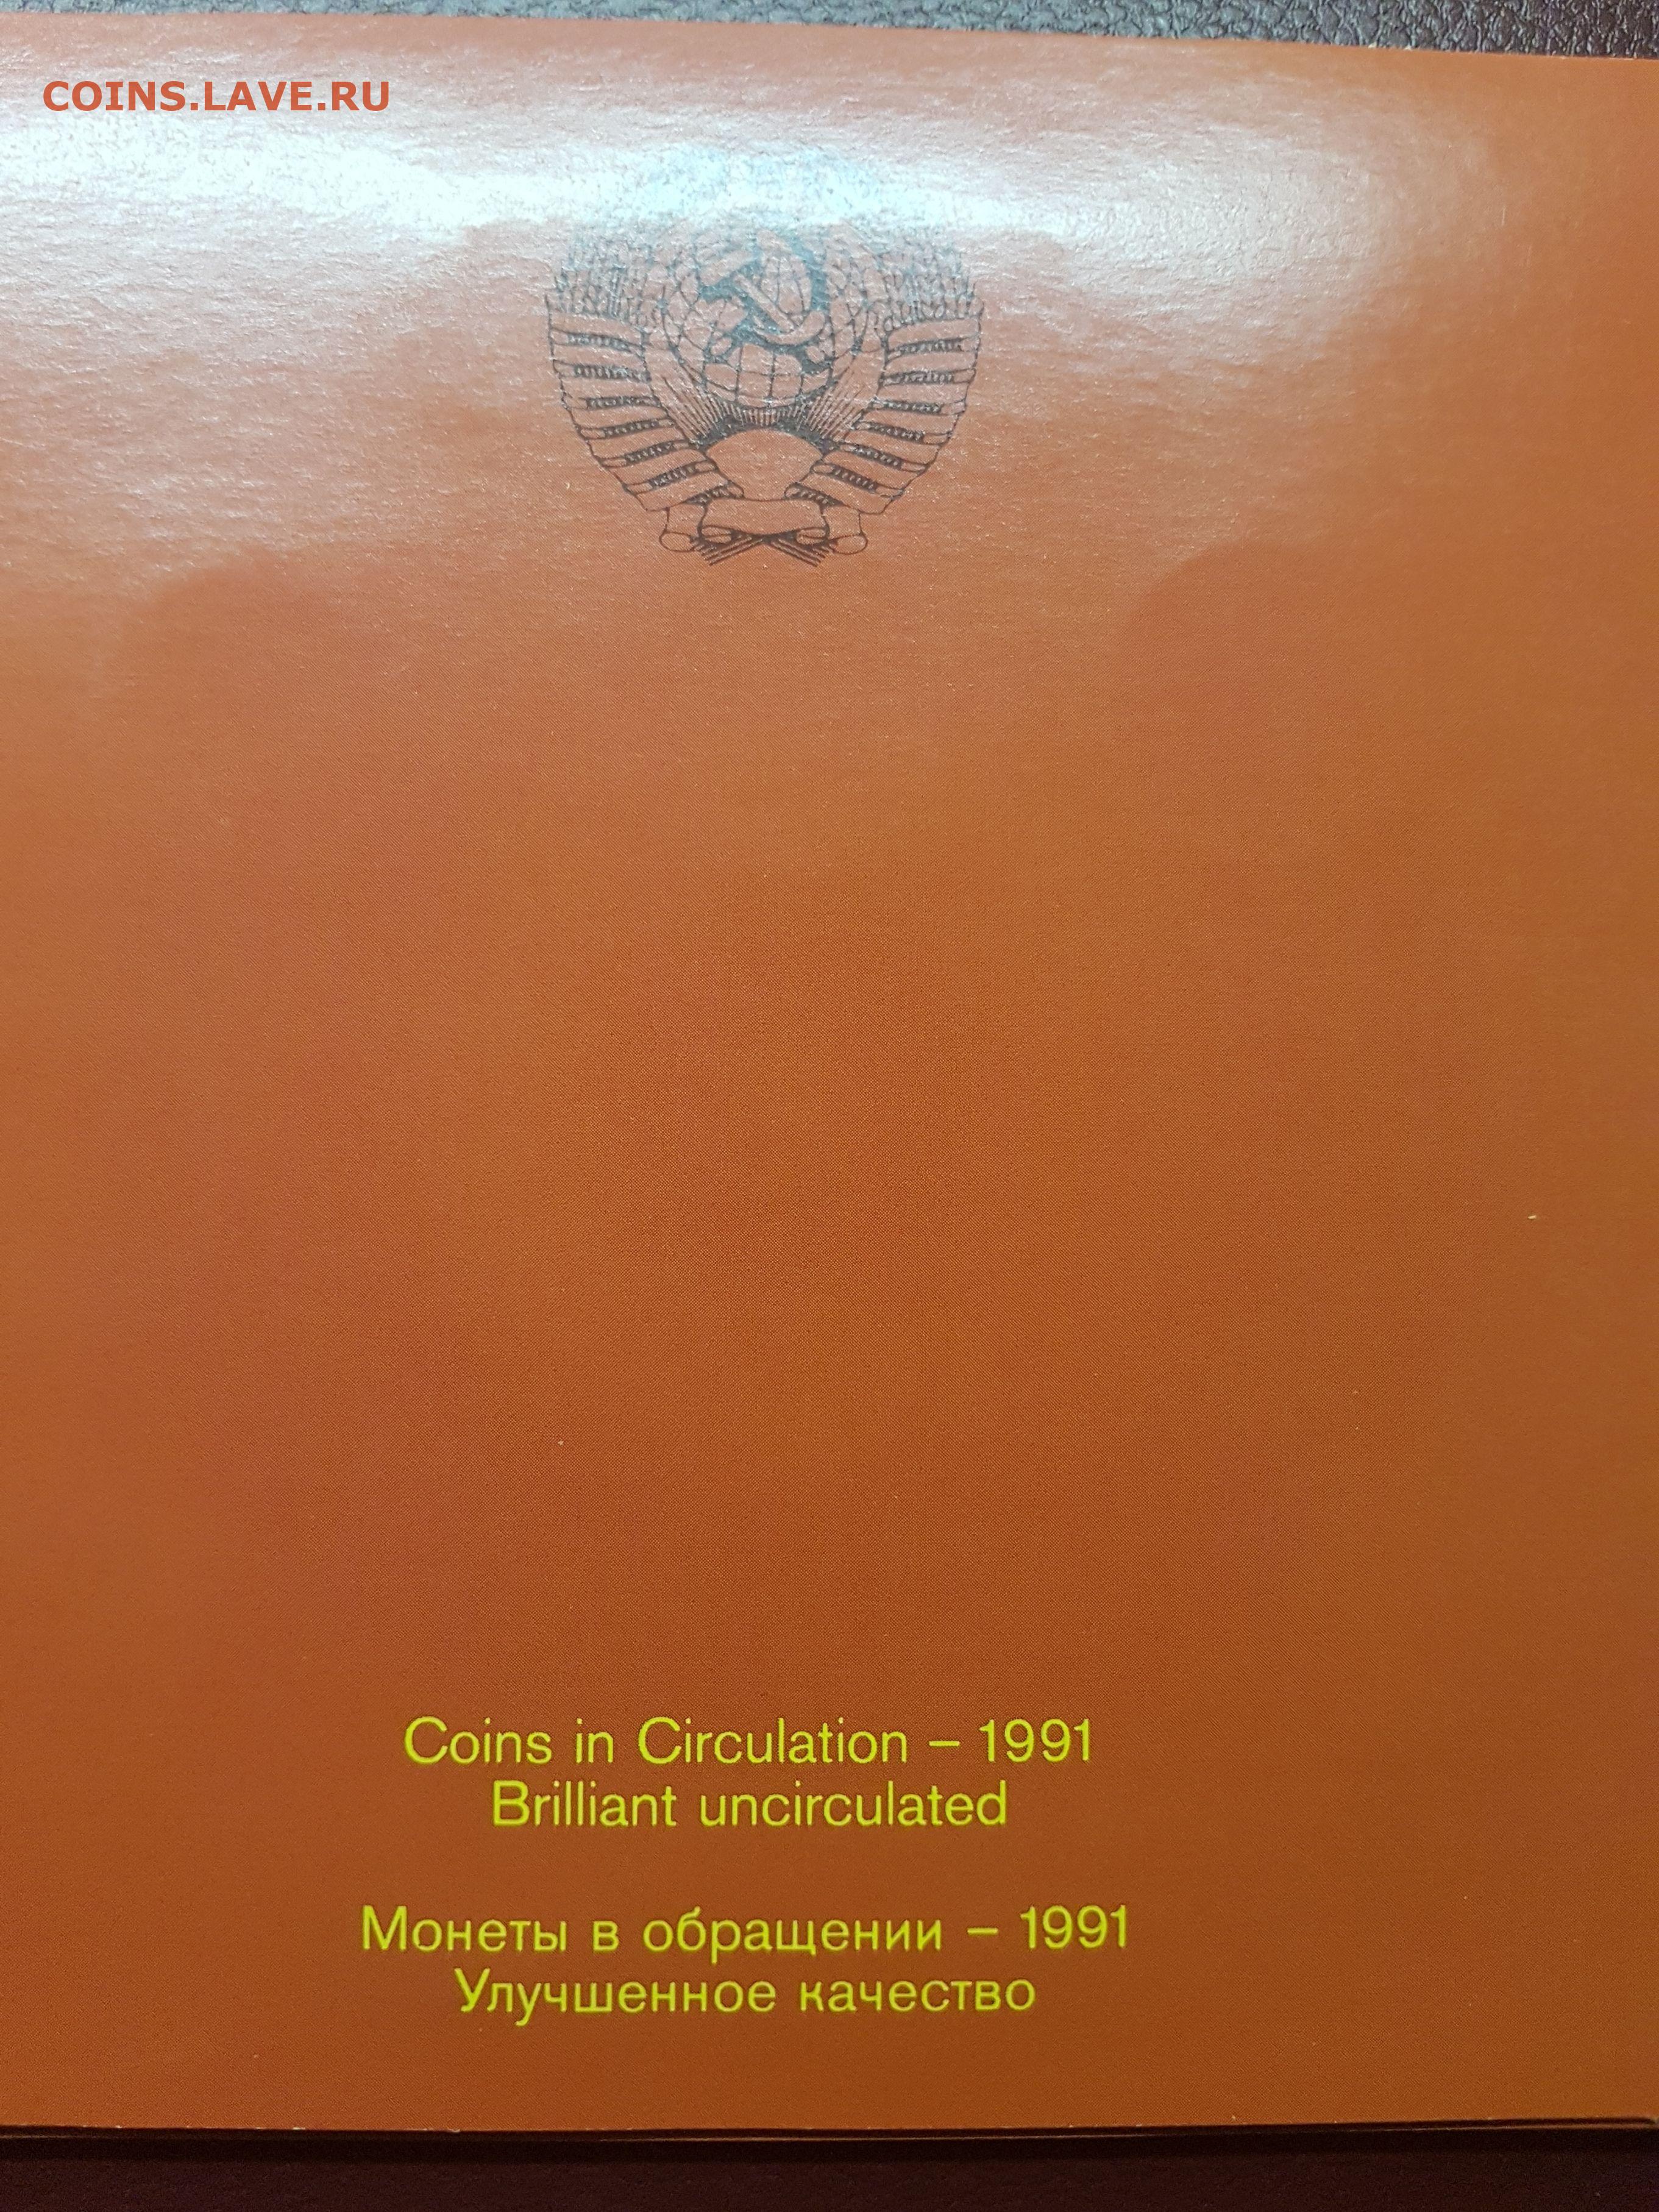 COINS.LAVE.RU
Coins in Circulation – 1991
Brilliant uncirculated
Монеты в обращении – 1991
Улучшенное качество